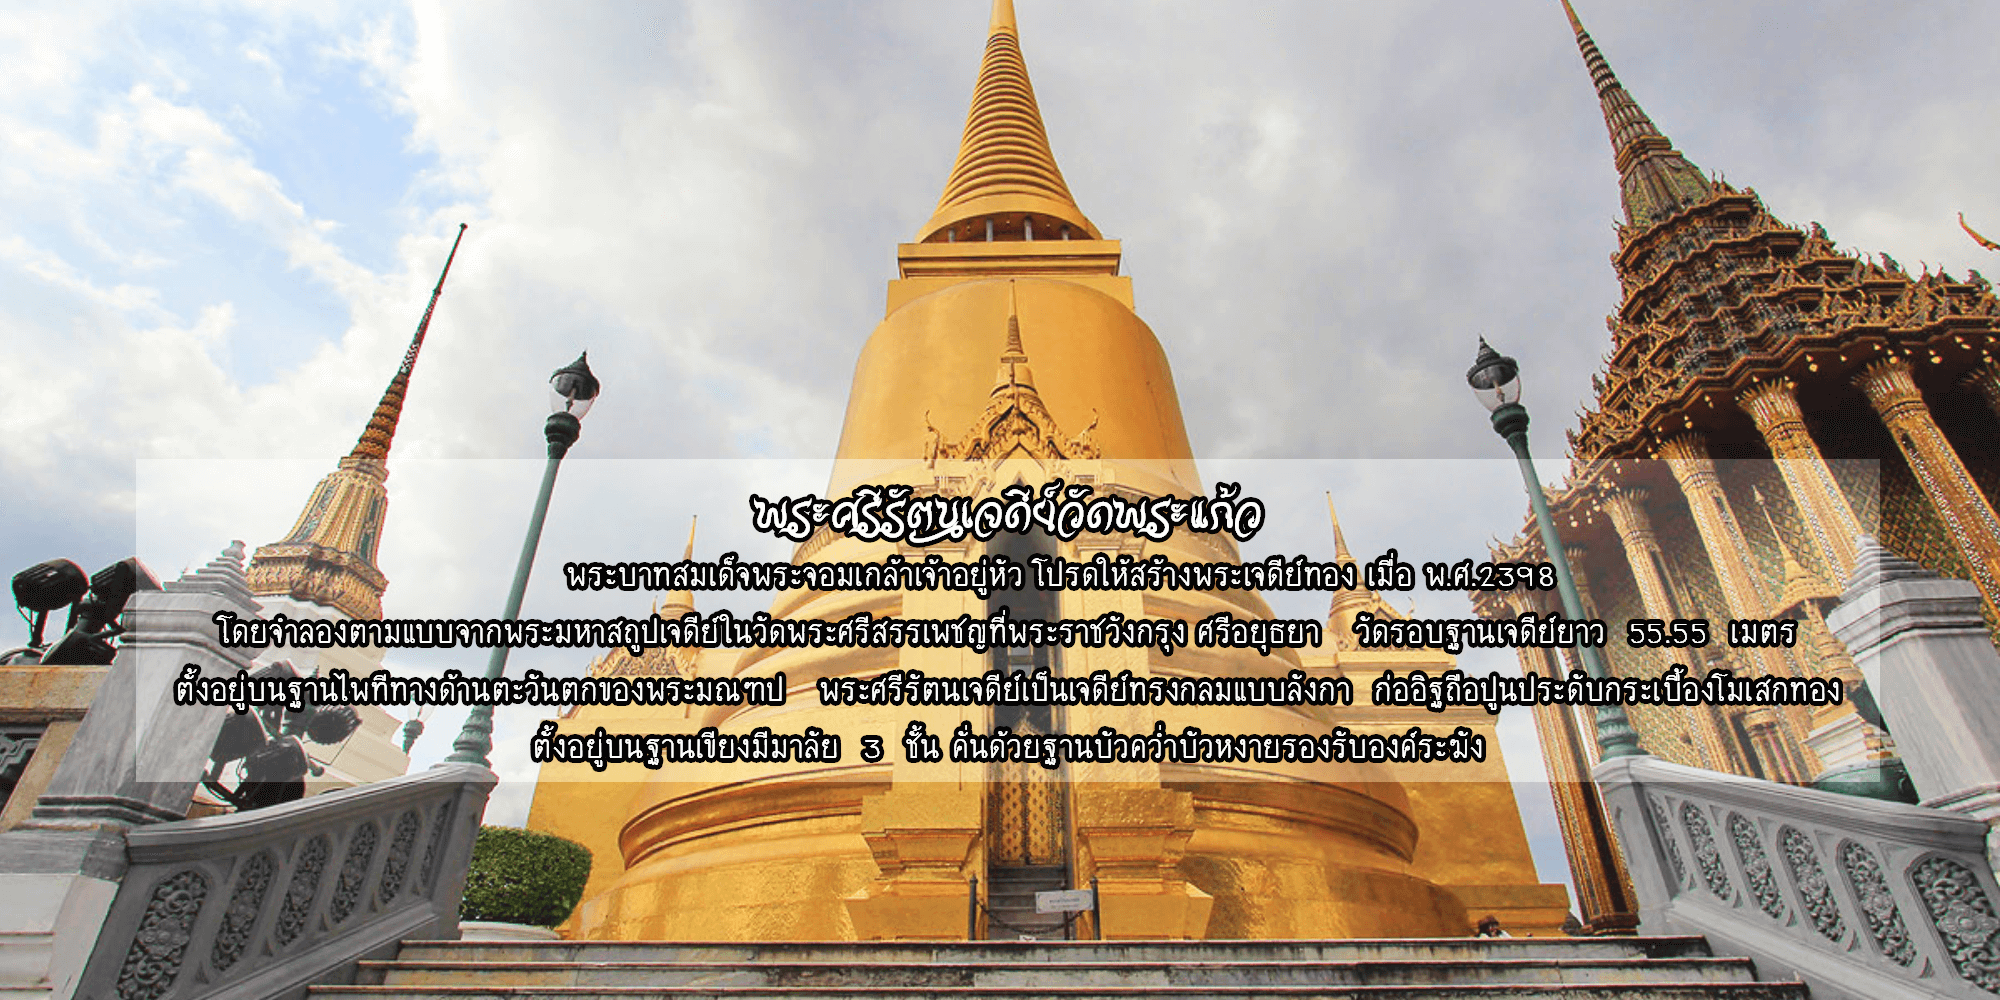 พระศรีรัตนเจดีย์วัดพระแก้ว
พระบาทสมเด็จพระจอมเกล้าเจ้าอยู่หัว โปรดให้สร้างพระเจดีย์ทอง เมื่อ พ.ศ.2398
โดยจำลองตามแบบจากพระมหาสถูปเจดีย์ในวัดพระศรีสรรเพชญที่พระราชวังกรุง ศรีอยุธยา วัดรอบฐานเจดีย์ยาว 55.55 เมตร
ตั้งอยู่บนฐานไพทีทางด้านตะวันตกของพระมณฑป พระศรีรัตนเจดีย์เป็นเจดีย์ทรงกลมแบบลังกา ก่ออิฐถือปูนประดับกระเบื้องโมเสกทอง
ตั้งอยู่บนฐานเขียงมีมาลัย 3 ชั้น คั่นด้วยฐานบัวคว่ำบัวหงายรองรับองค์ระฆัง